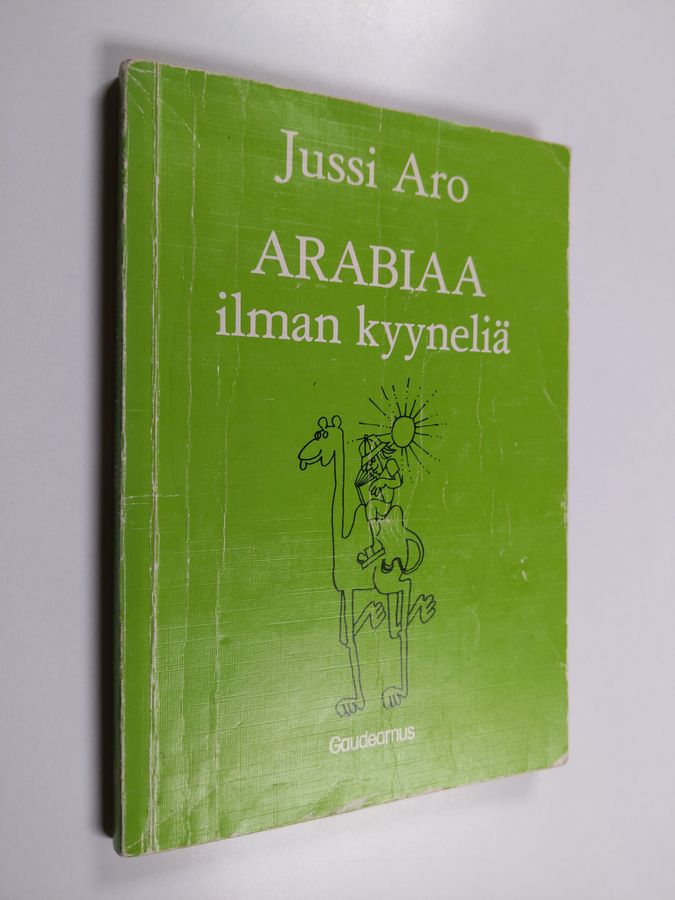 Jussi Aro
ARABIAA
ilman kyyneliä
Gaudeamus